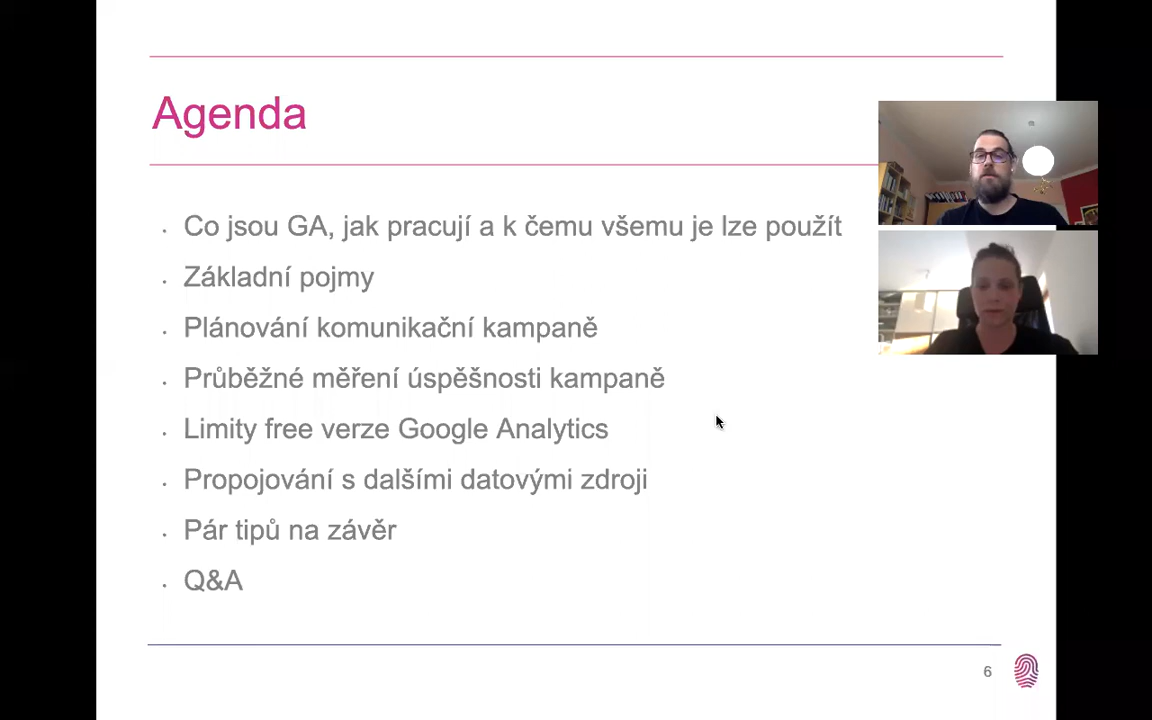 Agenda
Co jsou GA, jak pracují a k čemu všemu je lze použít
Základní pojmy
Plánování komunikační kampaně
Průběžné měření úspěšnosti kampaně
Limity free verze Google Analytics
Propojování s dalšími datovými zdroji
Pár tipů na závěr
Q&A
6